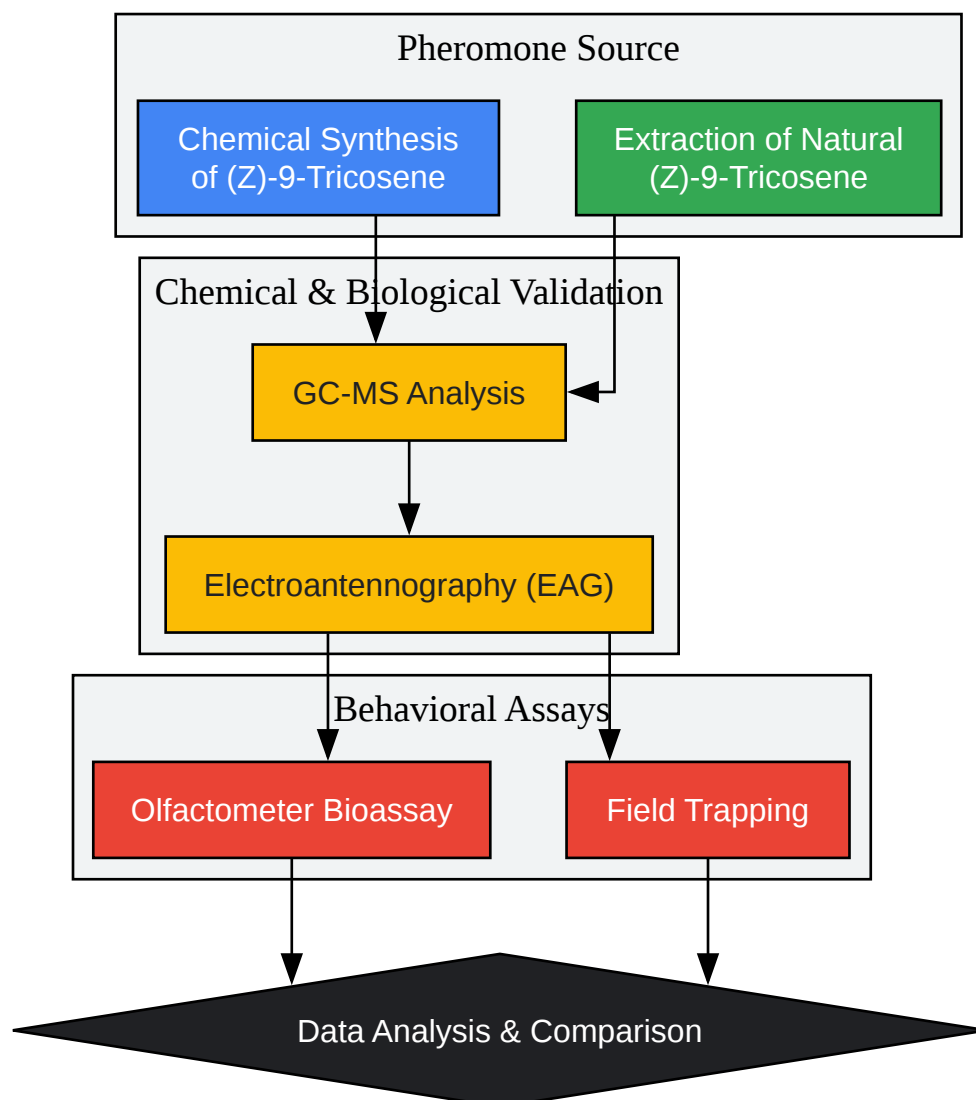 Pheromone Source
Chemical Synthesis
of (Z)-9-Tricosene
Extraction of Natural
(Z)-9-Tricosene
Chemical & Biological Validation
GC-MS Analysis
Electroantennography (EAG)
Behavioral Assays
Olfactometer Bioassay
Field Trapping
Data Analysis & Comparison